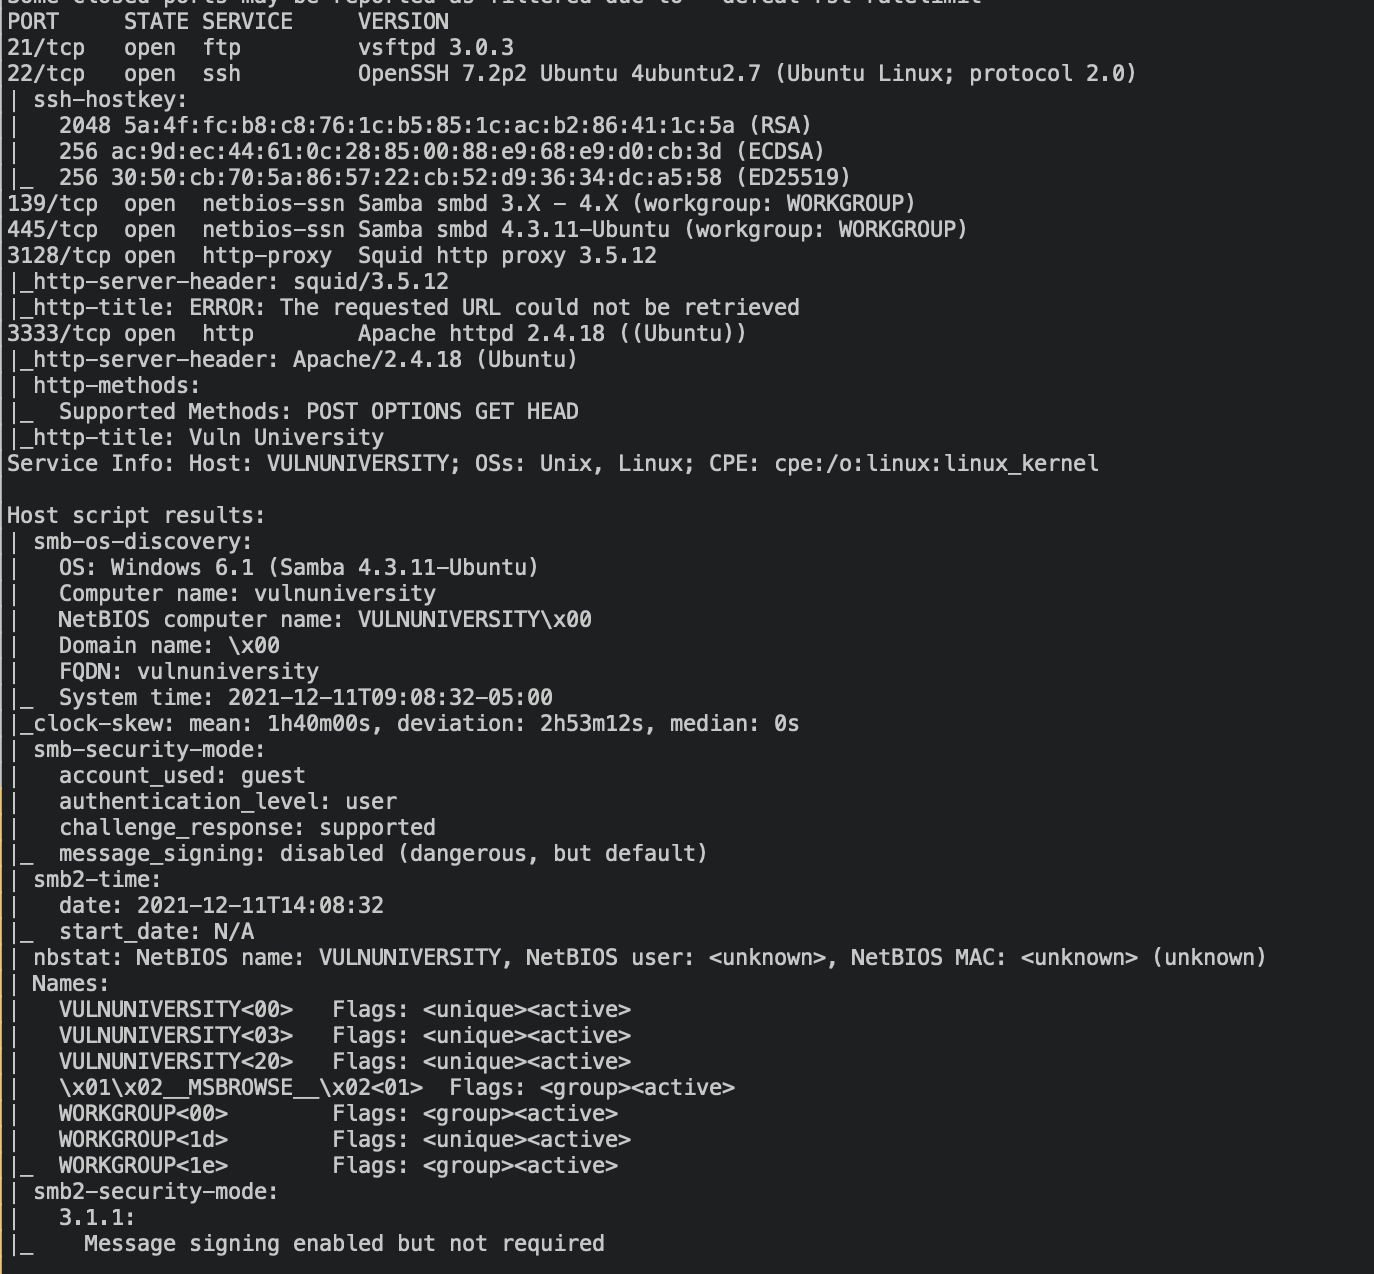 Some closed ports may be reported as filtered due to --defeat-rst-ratelimit
PORT     STATE SERVICE     VERSION
21/tcp   open  ftp         vsftpd 3.0.3
22/tcp   open  ssh         OpenSSH 7.2p2 Ubuntu 4ubuntu2.7 (Ubuntu Linux; protocol 2.0)
| ssh-hostkey:
|   2048 5a:4f:fc:b8:c8:76:1c:b5:85:1c:ac:b2:86:41:1c:5a (RSA)
|   256 ac:9d:ec:44:61:0c:28:85:00:88:e9:68:e9:d0:cb:3d (ECDSA)
|_  256 30:50:cb:70:5a:86:57:22:cb:52:d9:36:34:dc:a5:58 (ED25519)
139/tcp  open  netbios-ssn Samba smbd 3.X - 4.X (workgroup: WORKGROUP)
445/tcp  open  netbios-ssn Samba smbd 4.3.11-Ubuntu (workgroup: WORKGROUP)
3128/tcp open  http-proxy  Squid http proxy 3.5.12
|_http-server-header: squid/3.5.12
|_http-title: ERROR: The requested URL could not be retrieved
3333/tcp open  http        Apache httpd 2.4.18 ((Ubuntu))
|_http-server-header: Apache/2.4.18 (Ubuntu)
| http-methods:
|_  Supported Methods: POST OPTIONS GET HEAD
|_http-title: Vuln University
Service Info: Host: VULNUNIVERSITY; OSs: Unix, Linux; CPE: cpe:/o:linux:linux_kernel
Host script results:
| smb-os-discovery:
|   OS: Windows 6.1 (Samba 4.3.11-Ubuntu)
|   Computer name: vulnuniversity
|   NetBIOS computer name: VULNUNIVERSITY\x00
|   Domain name: \x00
|   FQDN: vulnuniversity
|_  System time: 2021-12-11T09:08:32-05:00
|_clock-skew: mean: 1h40m00s, deviation: 2h53m12s, median: 0s
| smb-security-mode:
|   account_used: guest
|   authentication_level: user
|   challenge_response: supported
|_  message_signing: disabled (dangerous, but default)
| smb2-time:
|   date: 2021-12-11T14:08:32
|_  start_date: N/A
| nbstat: NetBIOS name: VULNUNIVERSITY, NetBIOS user: <unknown>, NetBIOS MAC: <unknown> (unknown)
| Names:
|   VULNUNIVERSITY<00>   Flags: <unique><active>
|   VULNUNIVERSITY<03>   Flags: <unique><active>
|   VULNUNIVERSITY<20>   Flags: <unique><active>
|   \x01\x02__MSBROWSE__\x02<01>  Flags: <group><active>
|   WORKGROUP<00>        Flags: <group><active>
|   WORKGROUP<1d>        Flags: <unique><active>
|_  WORKGROUP<1e>        Flags: <group><active>
| smb2-security-mode:
|   3.1.1:
|_    Message signing enabled but not required